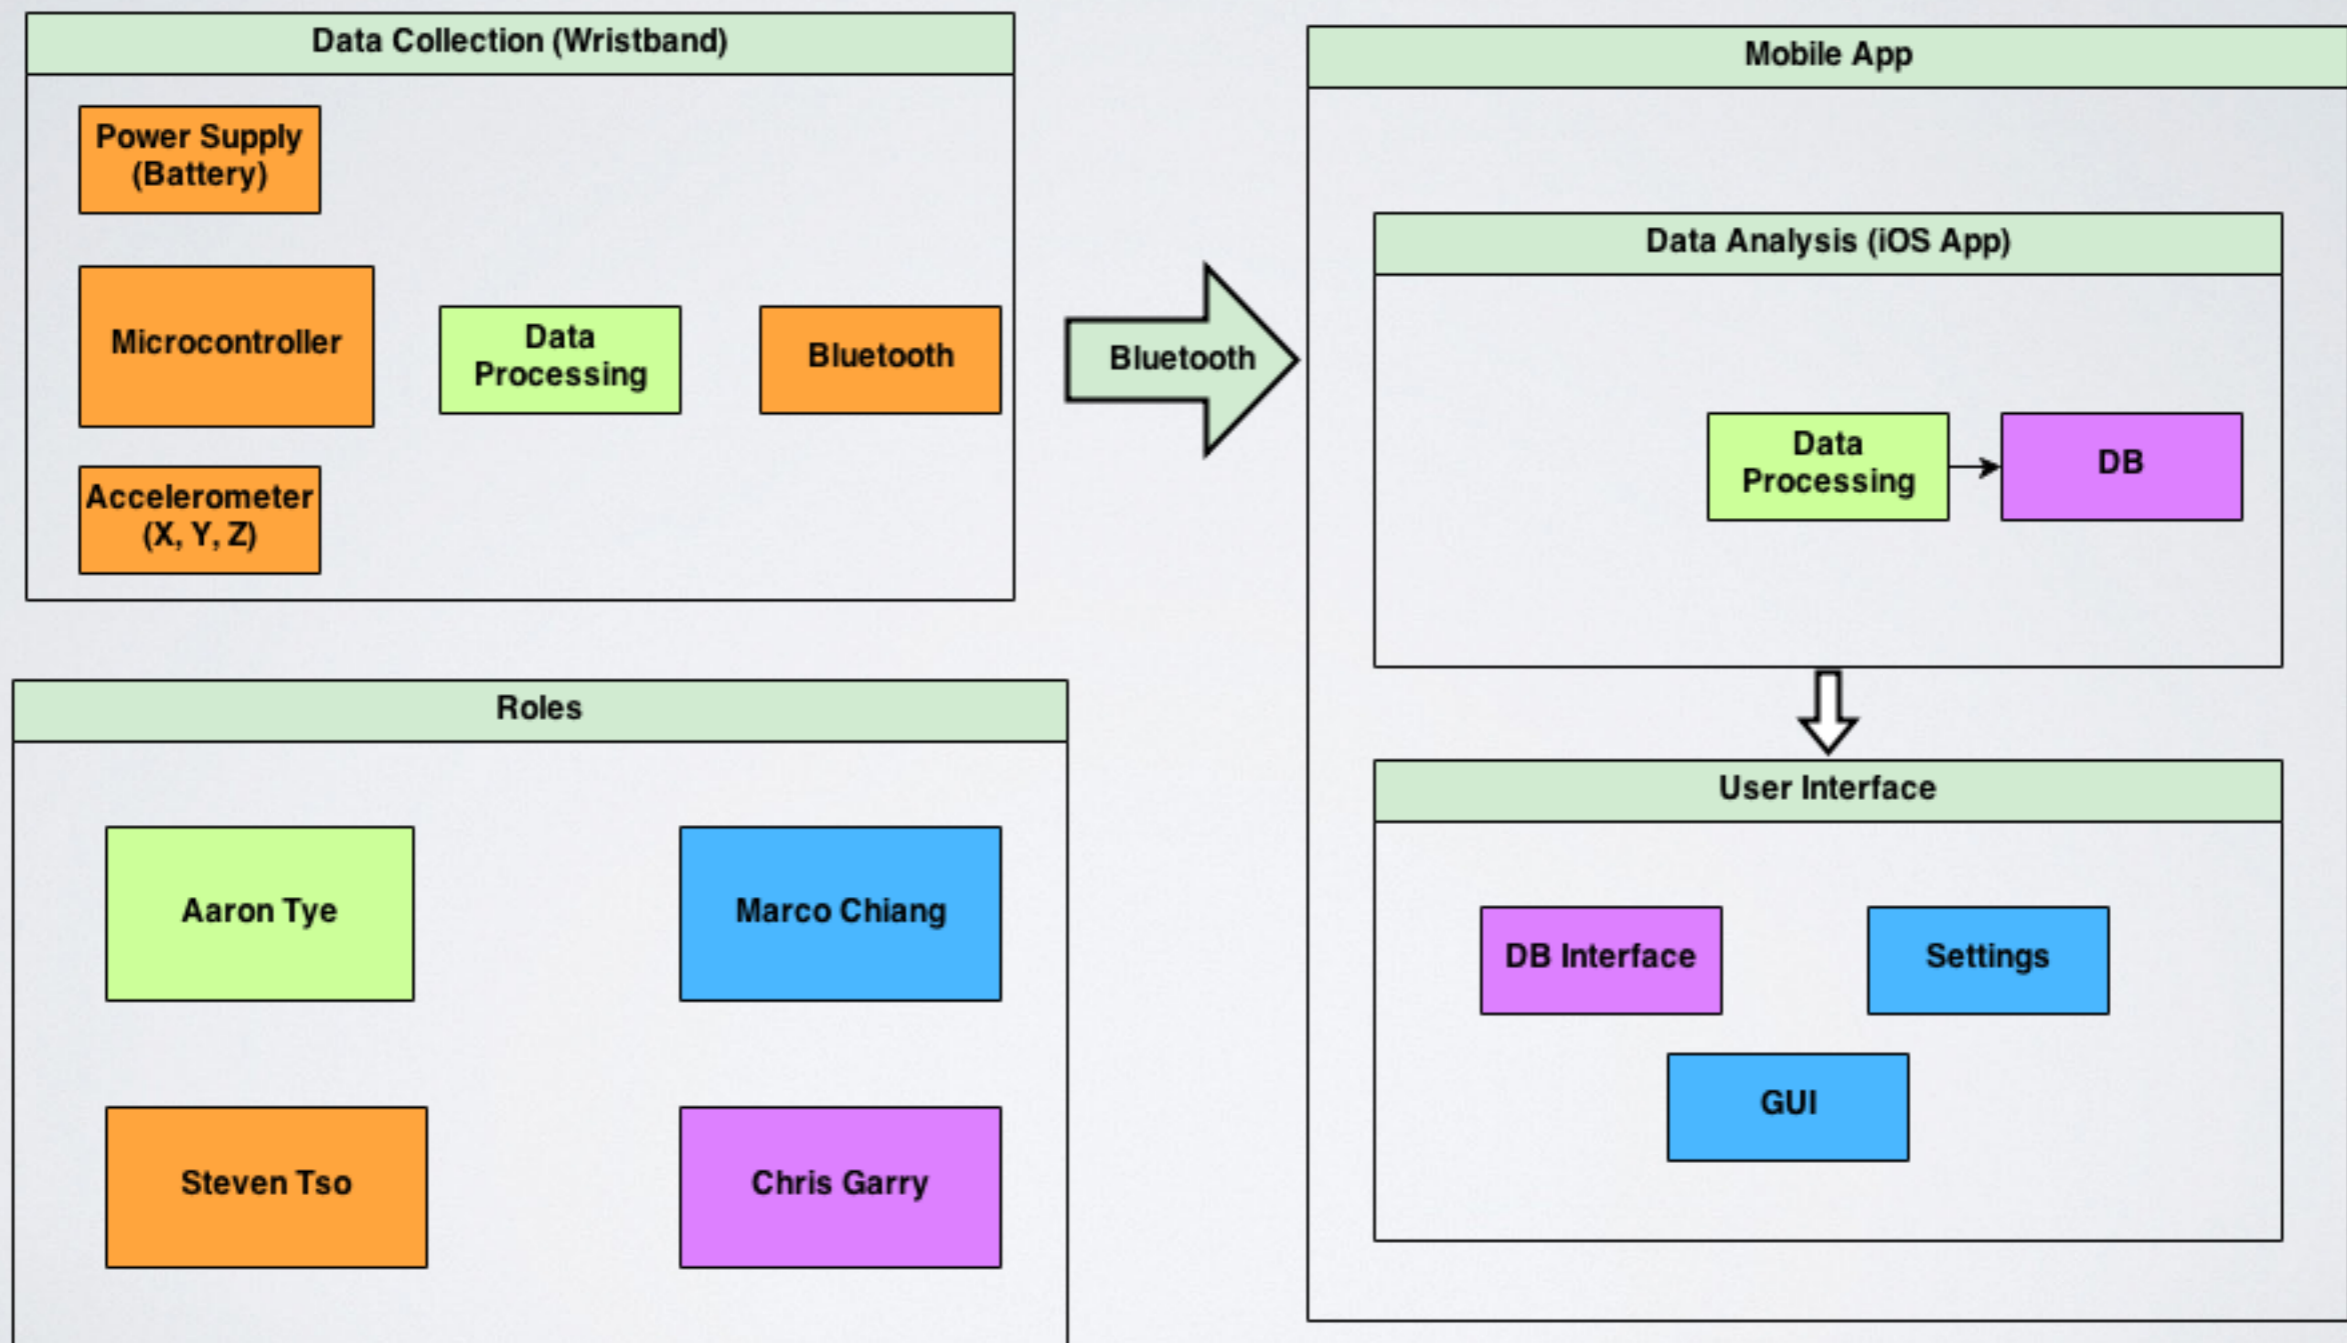 Data Collection (Wristband)
Power Supply
(Battery)
Microcontroller
Data
Processing
Bluetooth
Accelerometer
(X, Y, Z)
Bluetooth
Mobile App
Data Analysis (iOS App)
Data
Processing
DB
User Interface
DB Interface
Settings
GUI
Roles
Aaron Tye
Marco Chiang
Steven Tso
Chris Garry